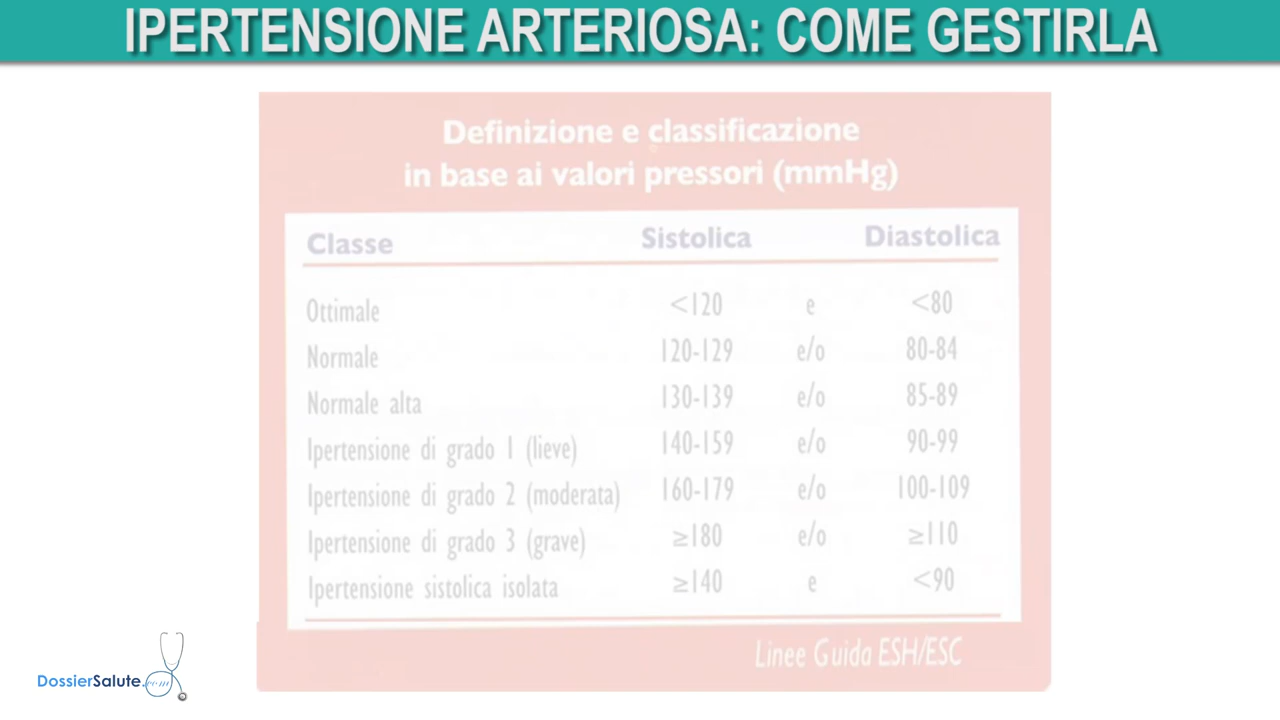 IPERTENSIONE ARTERIOSA: COME GESTIRLA
Definizione e classificazione
in base ai valori pressori (mmHg)
Classe Sistolica Diastolica
Ottimale <120 e <80
Normale 120-129 e/o 80-84
Normale alta 130-139 e/o 85-89
Ipertensione di grado 1 (lieve) 140-159 e/o 90-99
Ipertensione di grado 2 (moderata) 160-179 e/o 100-109
Ipertensione di grado 3 (grave) ≥180 e/o ≥110
Ipertensione sistolica isolata ≥140 e <90
Linee Guida ESH/ESC
DossierSalute.com